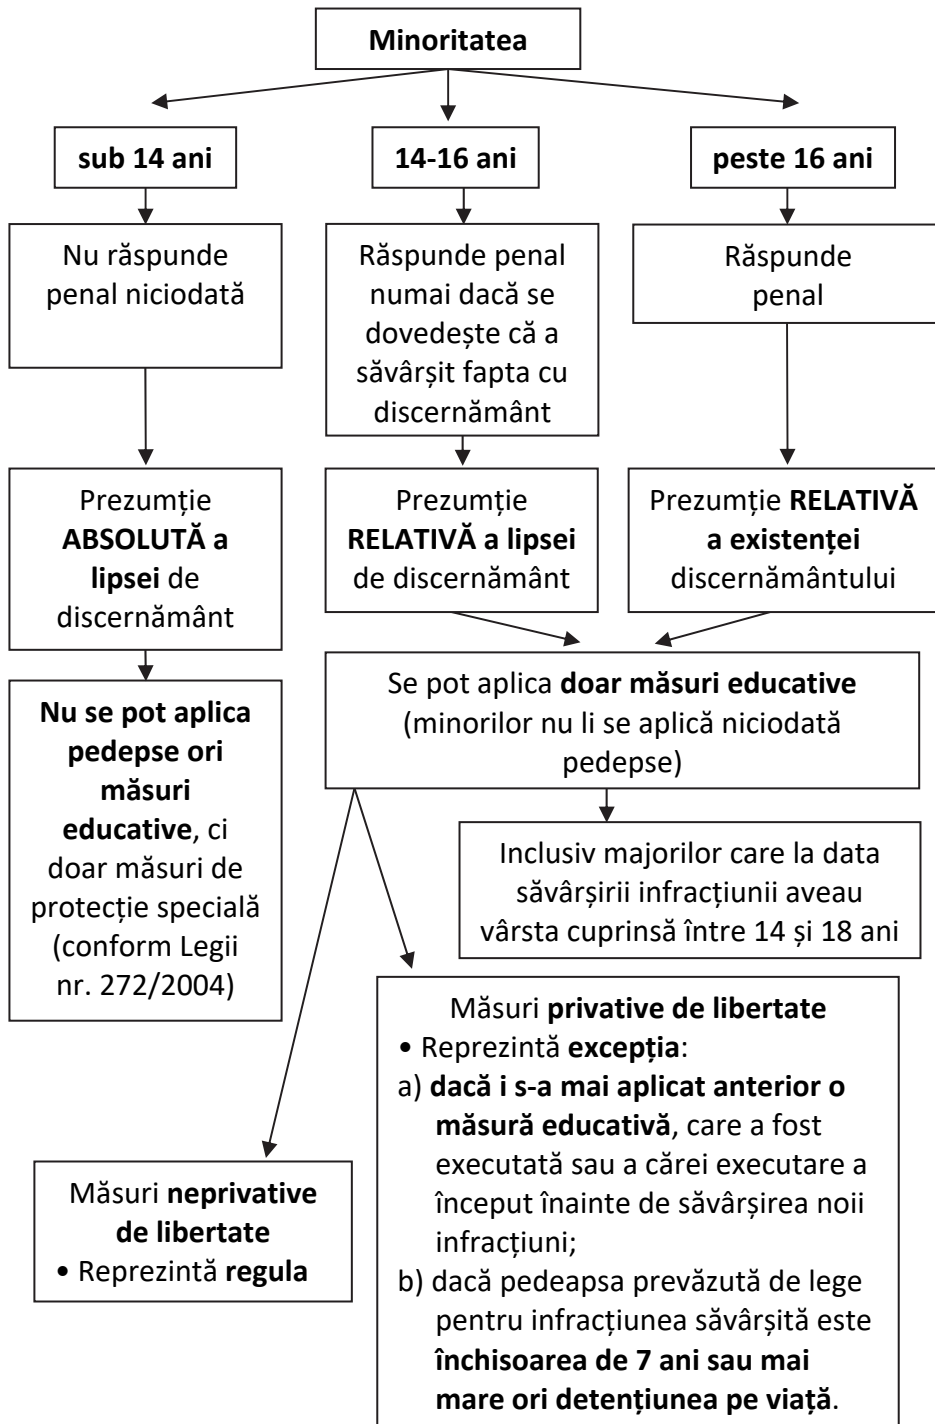 Minoritatea
sub 14 ani
14-16 ani
peste 16 ani
Nu răspunde
penal niciodată
Răspunde penal
numai dacă se
dovedește că a
săvârșit fapta cu
discernământ
Răspunde
penal
Prezumție
ABSOLUTĂ a
lipsei de
discernământ
Prezumție
RELATIVĂ a lipsei
de discernământ
Prezumție RELATIVĂ
a existenței
discernământului
Nu se pot aplica
pedepse ori
măsuri
educative, ci
doar măsuri de
protecție specială
(conform Legii
nr. 272/2004)
Se pot aplica doar măsuri educative
(minorilor nu li se aplică niciodată
pedepse)
Inclusiv majorilor care la data
săvârșirii infracțiunii aveau
vârsta cuprinsă între 14 și 18 ani
Măsuri neprivative
de libertate
• Reprezintă regula
Măsuri privative de libertate
• Reprezintă excepția:
a) dacă i s-a mai aplicat anterior o
măsură educativă, care a fost
executată sau a cărei executare a
început înainte de săvârșirea noii
infracțiuni;
b) dacă pedeapsa prevăzută de lege
pentru infracțiunea săvârșită este
închisoarea de 7 ani sau mai
mare ori detențiunea pe viață.